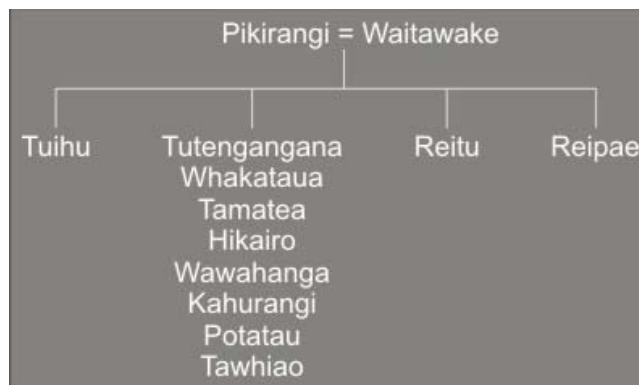 Pikirangi = Waitawake
Tuihu Tutengangana Reitu Reipae
Whakataua
Tamatea
Hikairo
Wawahanga
Kahurangi
Potatau
Tawhiao